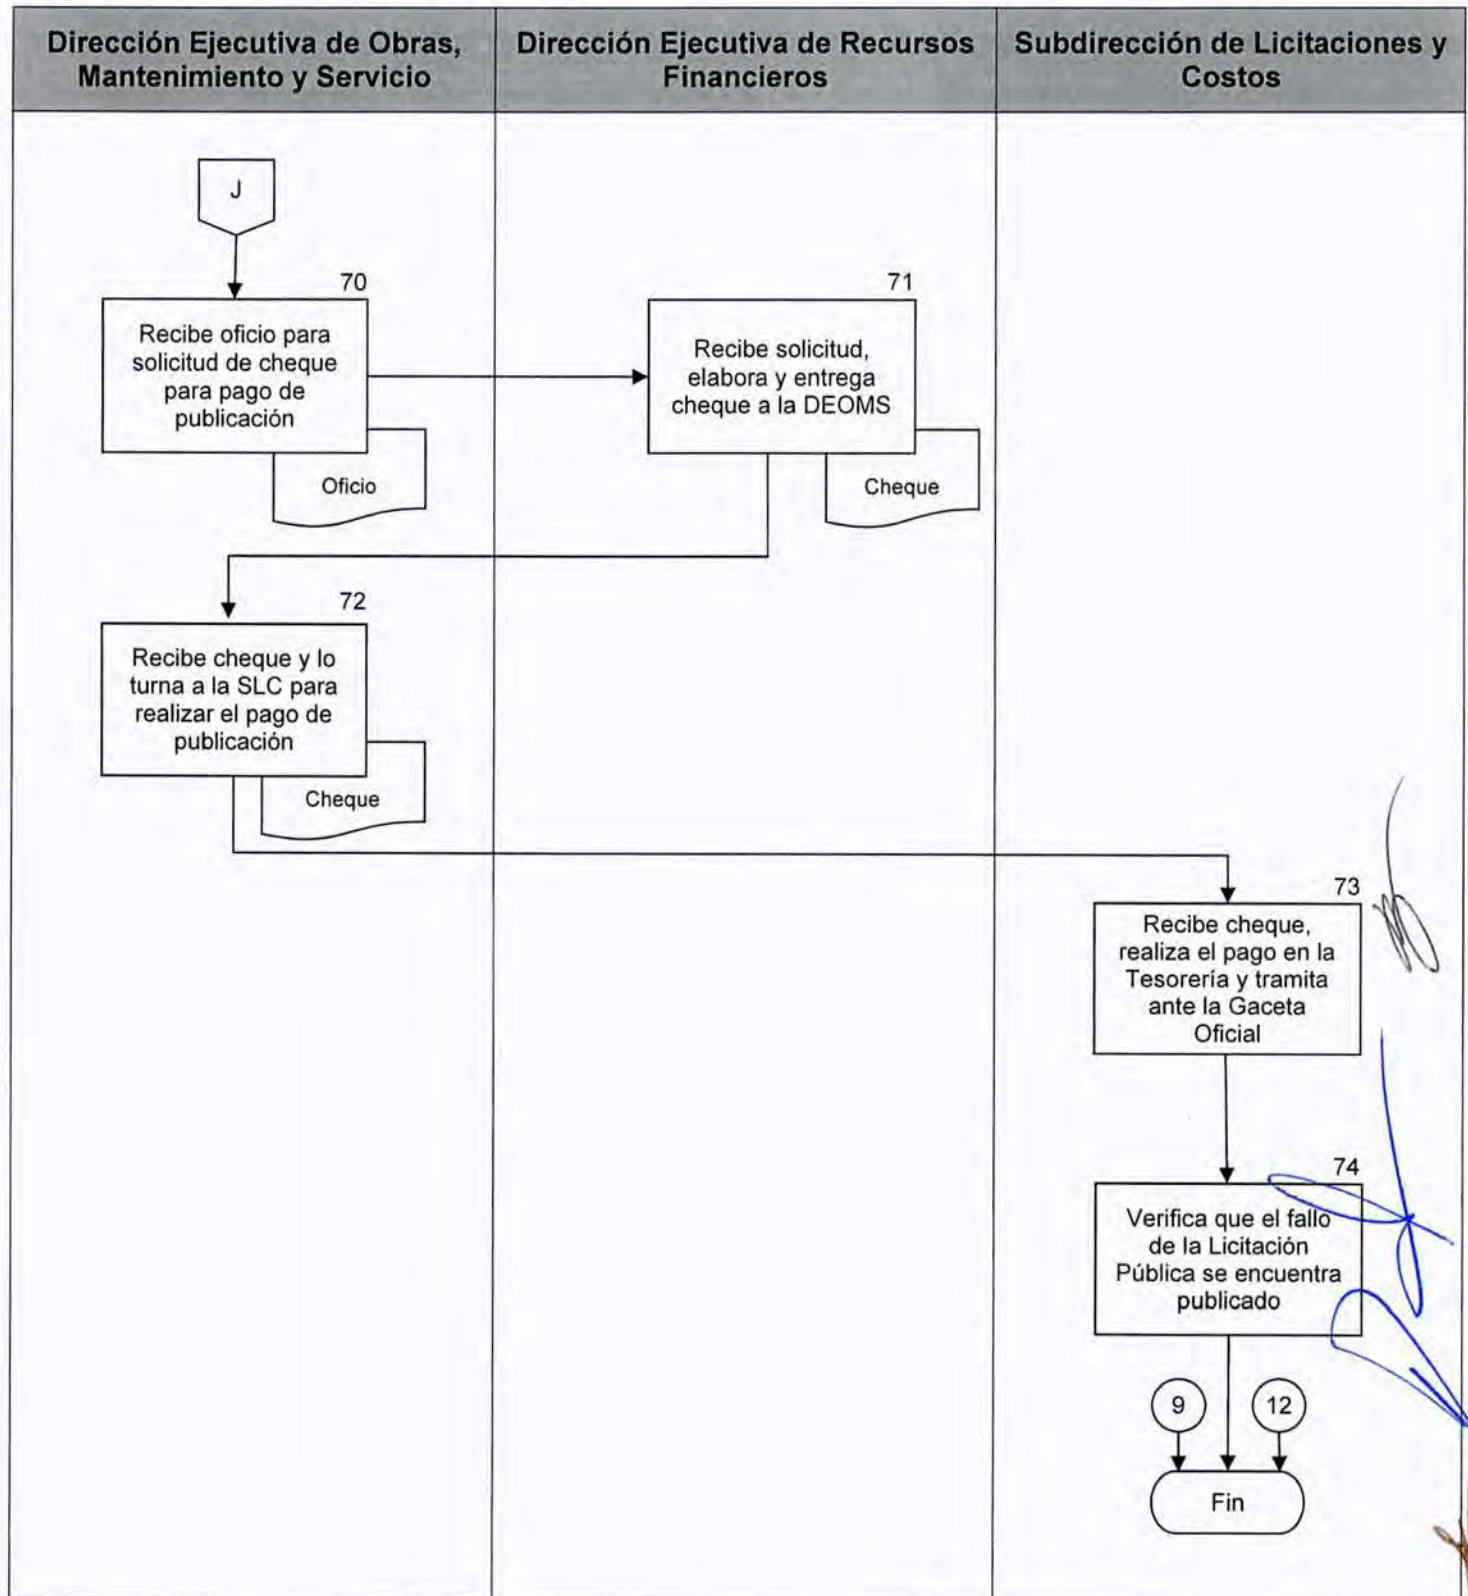 Dirección Ejecutiva de Obras,
Mantenimiento y Servicio
Dirección Ejecutiva de Recursos
Financieros
Subdirección de Licitaciones y
Costos
J
70
Recibe oficio para
solicitud de cheque
para pago de
publicación
Oficio
71
Recibe solicitud,
elabora y entrega
cheque a la DEOMS
Cheque
72
Recibe cheque y lo
turna a la SLC para
realizar el pago de
publicación
Cheque
73
Recibe cheque,
realiza el pago en la
Tesorería y tramita
ante la Gaceta
Oficial
74
Verifica que el fallo
de la Licitación
Pública se encuentra
publicado
9
12
Fin